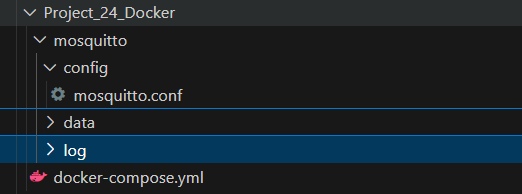 Project_24_Docker
mosquitto
config
mosquitto.conf
data
log
docker-compose.yml